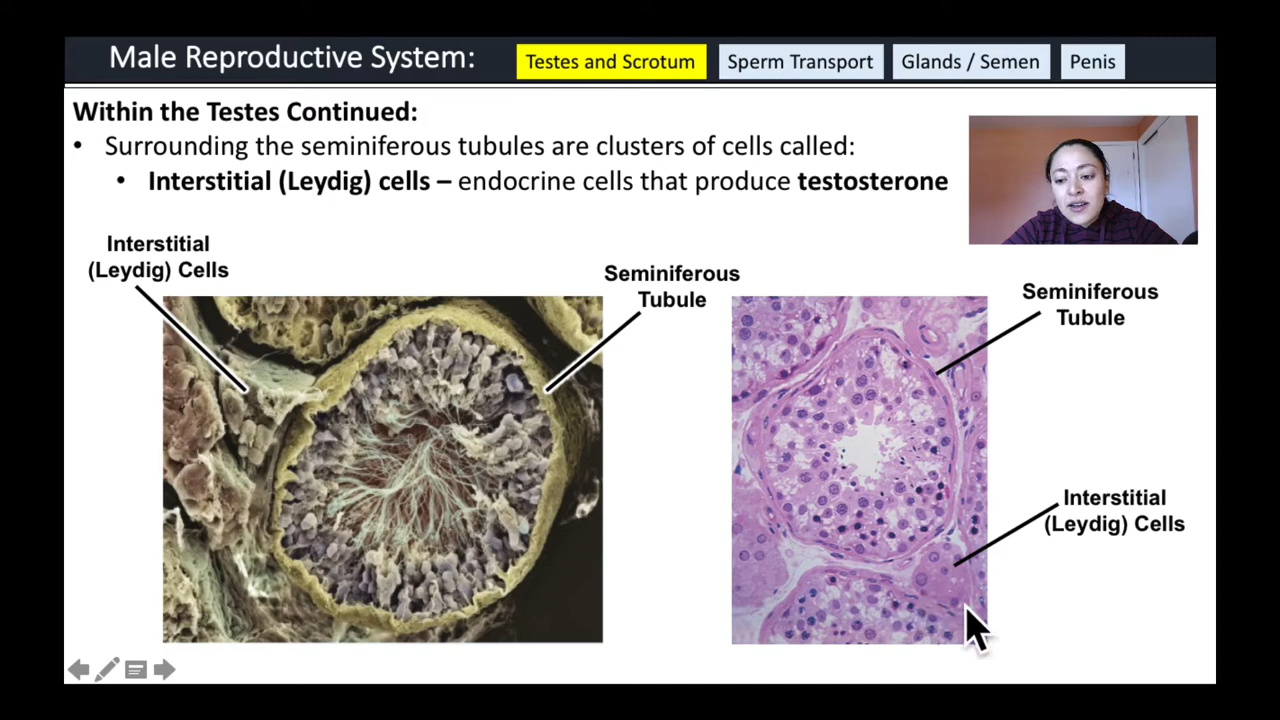 Male Reproductive System:
Testes and Scrotum
Sperm Transport
Glands / Semen
Penis
Within the Testes Continued:
• Surrounding the seminiferous tubules are clusters of cells called:
• Interstitial (Leydig) cells – endocrine cells that produce testosterone
Interstitial
(Leydig) Cells
Seminiferous
Tubule
Seminiferous
Tubule
Interstitial
(Leydig) Cells